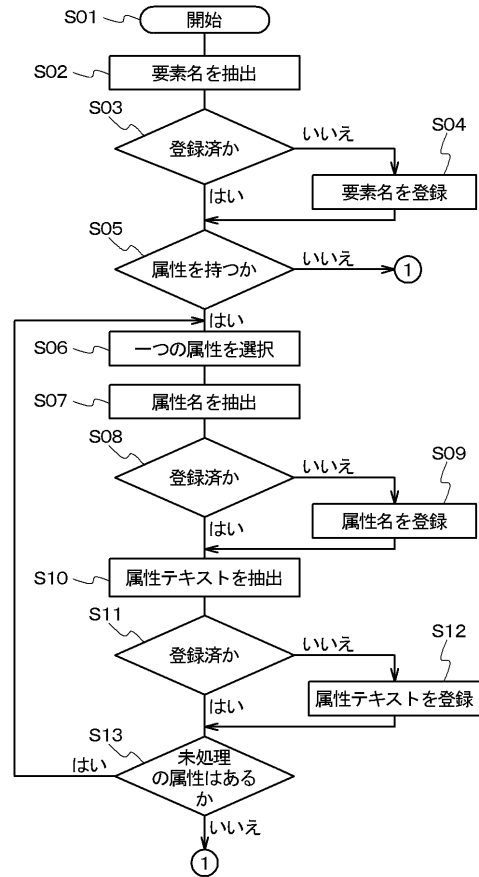 S01
開始
S02
要素名を抽出
S03
登録済か
いいえ
S04
要素名を登録
はい
S05
属性を持つか
いいえ
1
はい
S06
一つの属性を選択
S07
属性名を抽出
S08
登録済か
いいえ
S09
属性名を登録
はい
S10
属性テキストを抽出
S11
登録済か
いいえ
S12
属性テキストを登録
はい
S13
未処理
の属性はある
か
はい
いいえ
1